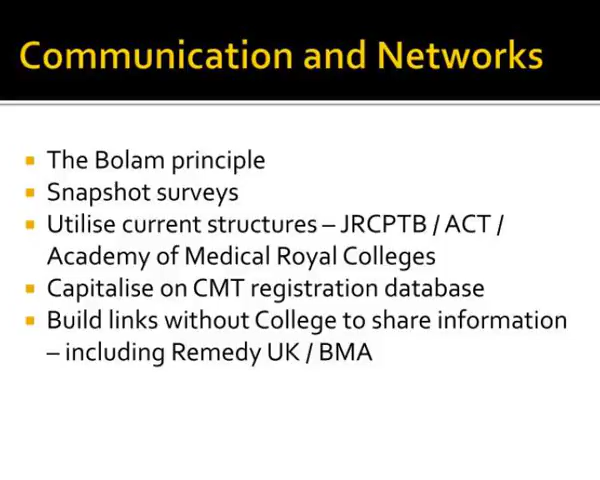 Communication and Networks
The Bolam principle
Snapshot surveys
Utilise current structures – JRCPTB / ACT /
Academy of Medical Royal Colleges
Capitalise on CMT registration database
Build links without College to share information
– including Remedy UK / BMA